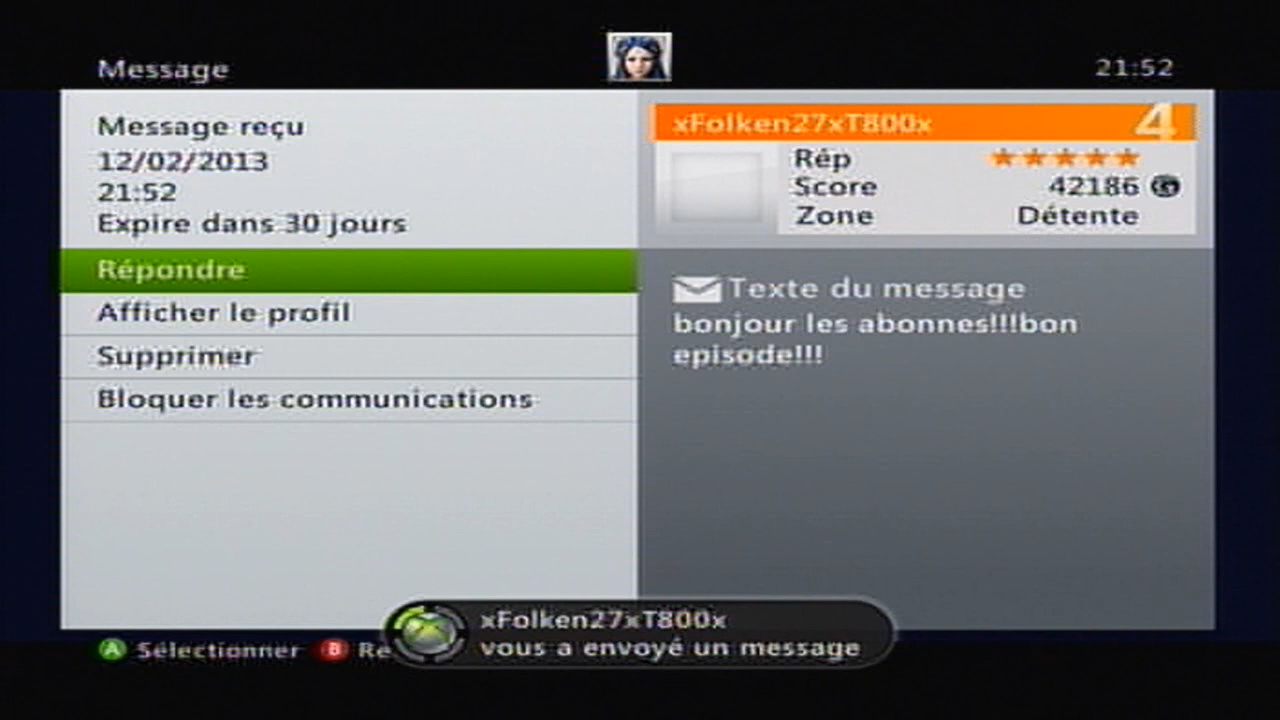 Message
21:52
Message reçu
12/02/2013
21:52
Expire dans 30 jours
Répondre
Afficher le profil
Supprimer
Bloquer les communications
xFolken27xT800x
4
Rép
Score 42186 G
Zone Détente
Texte du message
bonjour les abonnes!!!bon
episode!!!
A Sélectionner B Re
xFolken27xT800x
vous a envoyé un message